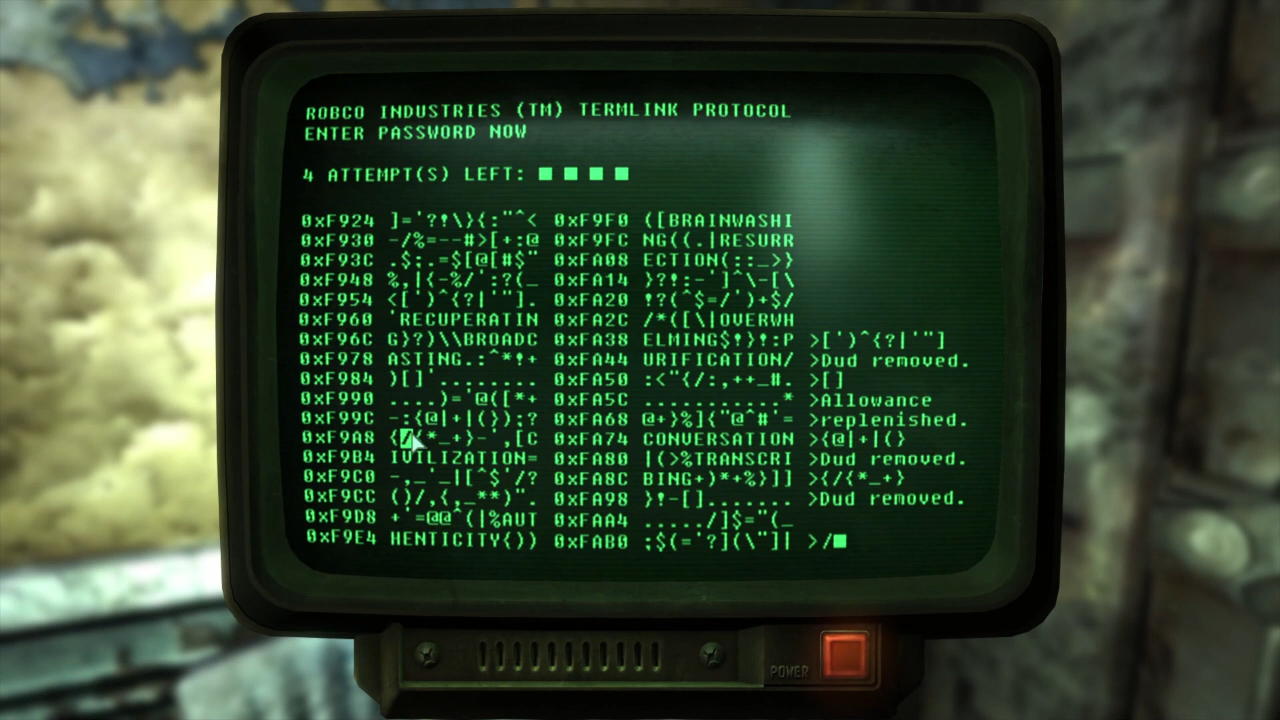 ROBCO INDUSTRIES (TM) TERMLINK PROTOCOL
ENTER PASSWORD NOW
4 ATTEMPT(S) LEFT: ■ ■ ■ ■
0xF924 ]='?!\}{:"^< 0xF9F0 ([BRAINWASHI
0xF930 -/%=--#>[+:@ 0xF9FC NG((.|RESURR
0xF93C .$:.=$[@[#$" 0xFA08 ECTION(::_>}
0xF948 %,|{-%/':?(_ 0xFA14 }?!:-']^\-[\
0xF954 <[')^{?|'"]. 0xFA20 !?(^$=/')+$/
0xF960 'RECUPERATIN 0xFA2C /*([\|OVERWH
0xF96C G}?)\\BROADC 0xFA38 ELMING$!}!:P >[')^{?|'"]
0xF978 ASTING.:^*!+ 0xFA44 URIFICATION/ >Dud removed.
0xF984 )[]'........ 0xFA50 :<"{/:,++_#. >[]
0xF990 ....)='@([*+ 0xFA5C ...........* >Allowance
0xF99C -:{@|+|(}):? 0xFA68 @+}%]{"@^#'= >replenished.
0xF9A8 {/{*_+}-',[C 0xFA74 CONVERSATION >{@|+|(}
0xF9B4 IVILIZATION= 0xFA80 |(>%TRANSCRI >Dud removed.
0xF9C0 -,_'_|[^$'/? 0xFA8C BING+)*+%}]] >{/{*_+}
0xF9CC ()/,{,_**)". 0xFA98 }!-[]....... >Dud removed.
0xF9D8 +'=@@^(|%AUT 0xFAA4 ...../]$="(_
0xF9E4 HENTICITY{)) 0xFAB0 ;$(='?](\"]| >/■
POWER